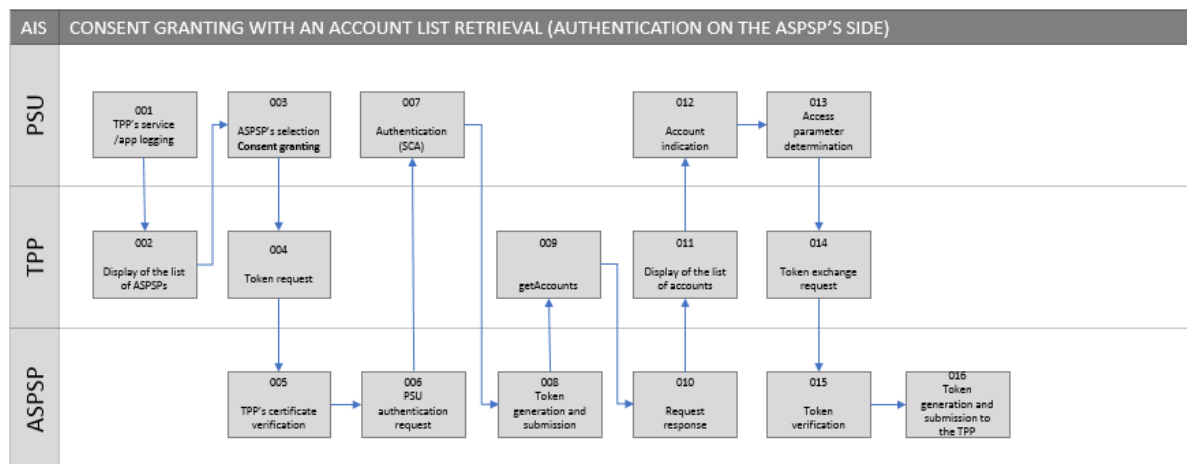 AIS CONSENT GRANTING WITH AN ACCOUNT LIST RETRIEVAL (AUTHENTICATION ON THE ASPSP'S SIDE)
PSU
001
TPP's service
/app logging
003
ASPSP's selection
Consent granting
007
Authentication
(SCA)
012
Account
indication
013
Access
parameter
determination
TPP
002
Display of the list
of ASPSPs
004
Token request
009
getAccounts
011
Display of the list
of accounts
014
Token exchange
request
ASPSP
005
TPP's certificate
verification
006
PSU
authentication
request
008
Token
generation and
submission
010
Request
response
015
Token
verification
016
Token
generation and
submission to
the TPP